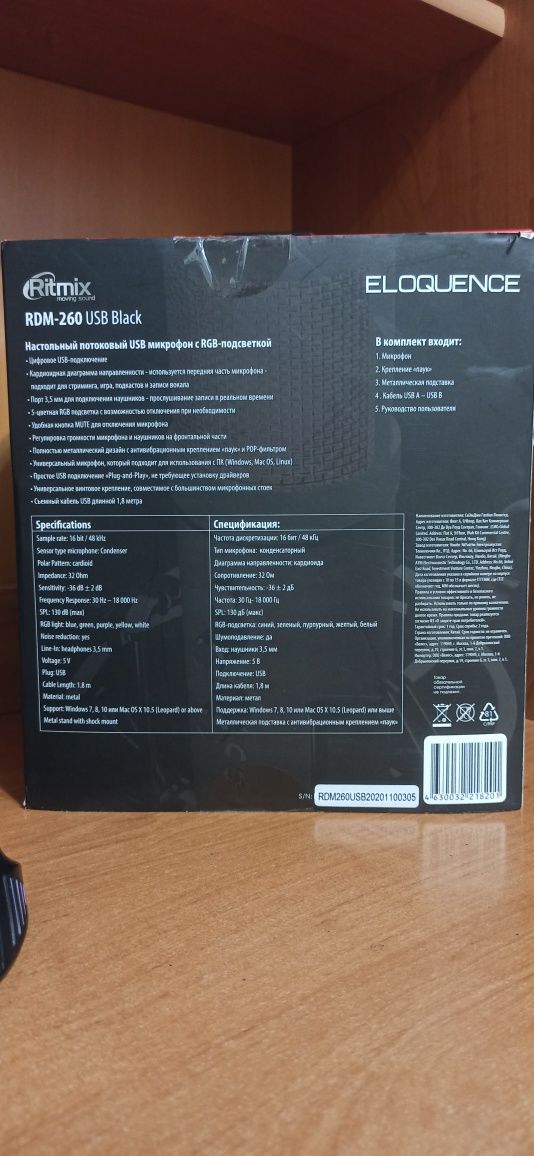 Ritmix
moving sound
ELOQUENCE
RDM-260 USB Black
Настольный потоковый USB микрофон с RGB-подсветкой
• Цифровое USB-подключение
• Кардиоидная диаграмма направленности - используется передняя часть микрофона -
подходит для стриминга, игра, подкастов и записи вокала
• Порт 3,5 мм для подключения наушников - прослушивание записи в реальном времени
• 5-цветная RGB подсветка с возможностью отключения при необходимости
• Удобная кнопка MUTE для отключения микрофона
• Регулировка громкости микрофона и наушников на фронтальной части
• Полностью металлический дизайн с антивибрационным креплением «паук» и POP-фильтром
• Универсальный микрофон, который подходит для использования с ПК (Windows, Mac OS, Linux)
• Простое USB подключение «Plug-and-Play», не требующее установку драйверов
• Универсальное винтовое крепление, совместимое с большинством микрофонных стоек
• Съемный кабель USB длинной 1,8 метра
В комплект входит:
1. Микрофон
2. Крепление «паук»
3. Металлическая подставка
4 . Кабель USB A – USB B
5. Руководство пользователя
Specifications
Sample rate: 16 bit / 48 kHz
Sensor type microphone: Condenser
Polar Pattern: cardioid
Impedance: 32 Ohm
Sensitivity: -36 dB ± 2 dB
Frequency Response: 30 Hz – 18 000 Hz
SPL: 130 dB (max)
RGB light: blue, green, purple, yellow, white
Noise reduction: yes
Line-In: headphones 3,5 mm
Voltage: 5 V
Plug: USB
Cable Length: 1.8 m
Material: metal
Support: Windows 7, 8, 10 или Mac OS X 10.5 (Leopard) or above
Metal stand with shock mount
Спецификация:
Частота дискретизации: 16 бит / 48 кГц
Тип микрофона: конденсаторный
Диаграмма направленности: кардиоида
Сопротивление: 32 Ом
Чувствительность: -36 ± 2 дБ
Частота: 30 Гц- 18 000 Гц
SPL: 130 дБ (макс)
RGB-подсветка: синий, зеленый, пурпурный, желтый, белый
Шумоподавление: да
Вход: наушники 3,5 мм
Напряжение: 5 В
Подключение: USB
Длина кабеля: 1,8 м
Материал: метал
Поддержка: Windows 7, 8, 10 или Mac OS X 10.5 (Leopard) или выше
Металлическая подставка с антивибрационным креплением «паук»
Товар
обязательной
сертификации
не подлежит.
81
C/PAP
S/N: RDM260USB20201100305
4 630032 218201